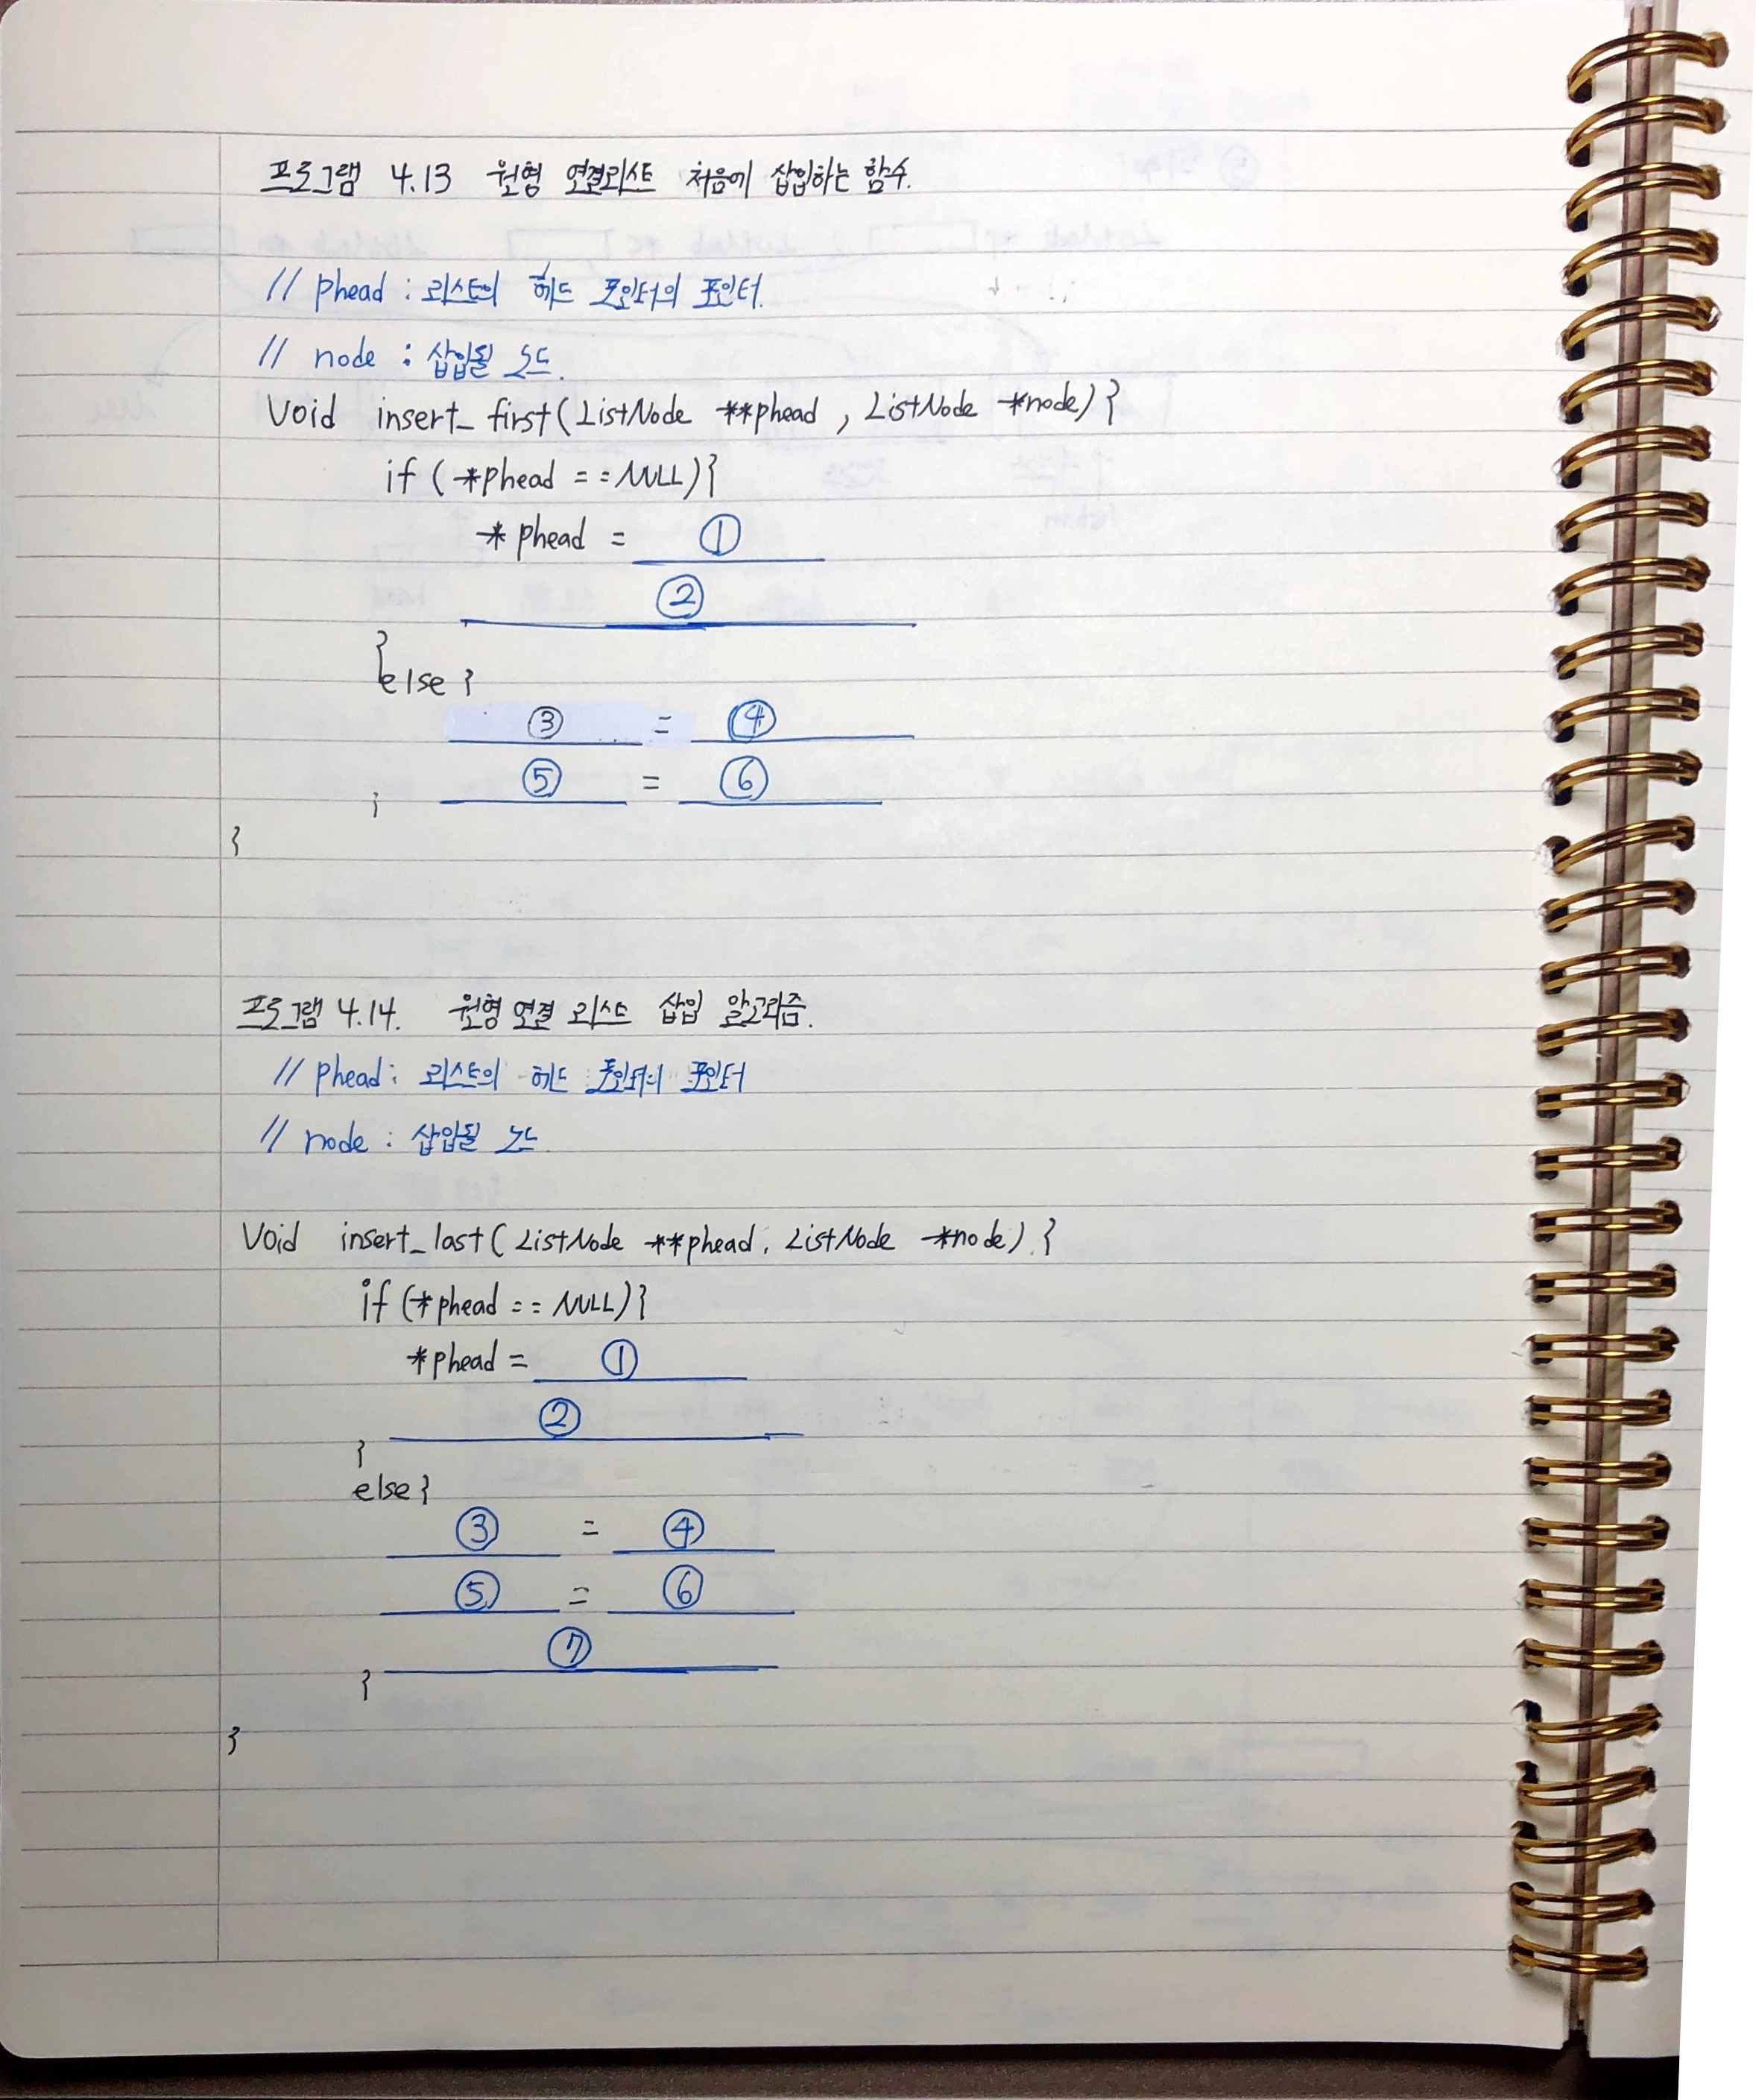 프로그램 4.13 원형 연결리스트 처음에 삽입하는 함수.
// phead : 리스트의 헤드 포인터의 포인터.
// node : 삽입될 노드.
Void insert_first(ListNode **phead, ListNode *node){
if (*phead == NULL){
*phead = ①
②
}
else {
③ = ④
⑤ = ⑥
}
}
프로그램 4.14. 원형 연결 리스트 삽입 알고리즘.
// phead: 리스트의 헤드 포인터의 포인터
// node : 삽입될 노드
Void insert_last(ListNode **phead, ListNode *node) {
if (*phead == NULL){
*phead = ①
②
}
else{
③ = ④
⑤ = ⑥
⑦
}
}